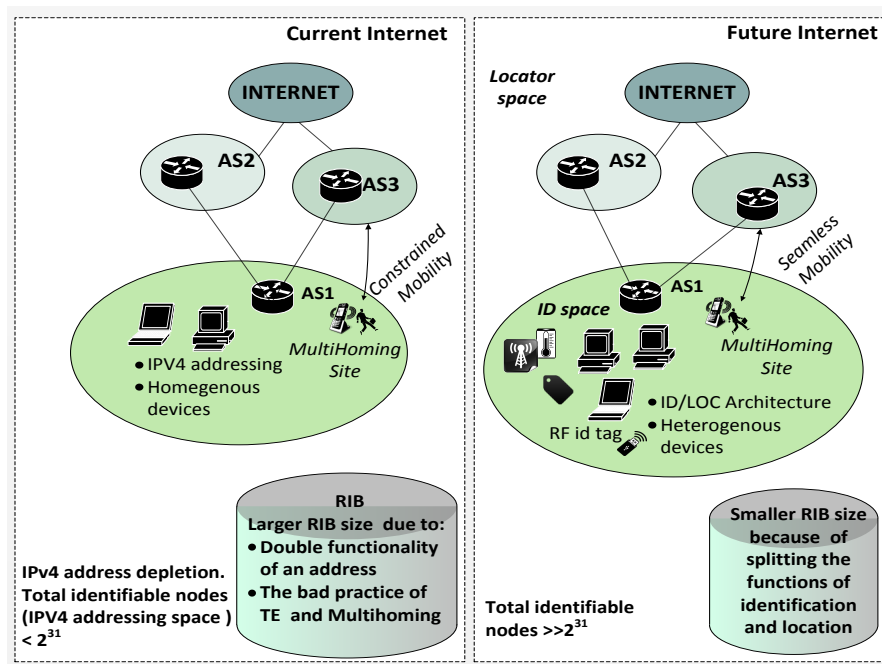 Current Internet
INTERNET
AS2
AS3
Constrained
Mobility
AS1
MultiHoming
Site
• IPV4 addressing
• Homegenous
devices
RIB
Larger RIB size due to:
• Double functionality
of an address
• The bad practice of
TE and Multihoming
IPv4 address depletion.
Total identifiable nodes
(IPV4 addressing space )
< 2³¹
Future Internet
Locator
space
INTERNET
AS2
AS3
Seamless
Mobility
AS1
ID space
MultiHoming
Site
• ID/LOC Architecture
• Heterogenous
devices
RF id tag
Smaller RIB size
because of
splitting the
functions of
identification
and location
Total identifiable
nodes >>2³¹